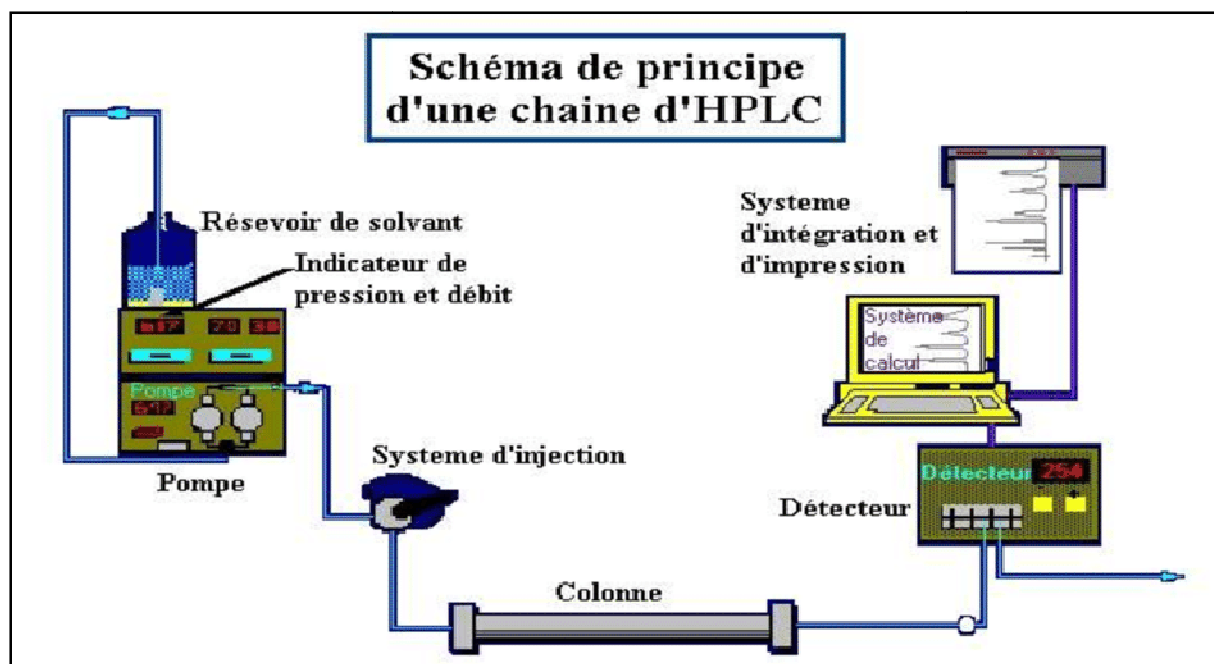 Schéma de principe
d'une chaine d'HPLC
Résevoir de solvant
Indicateur de
pression et débit
Pompe
Pompe
Systeme d'injection
Colonne
Systeme
d'intégration et
d'impression
Système
de
calcul
Détecteur
254
Détecteur